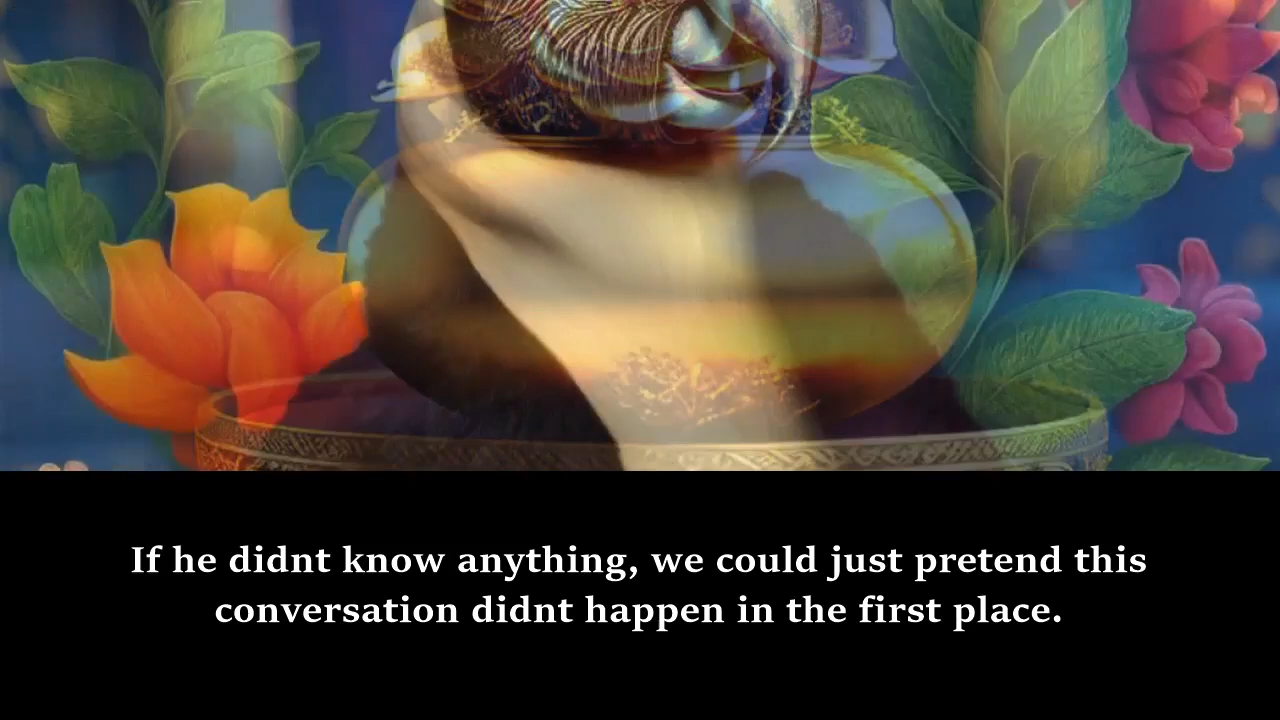 If he didnt know anything, we could just pretend this
conversation didnt happen in the first place.